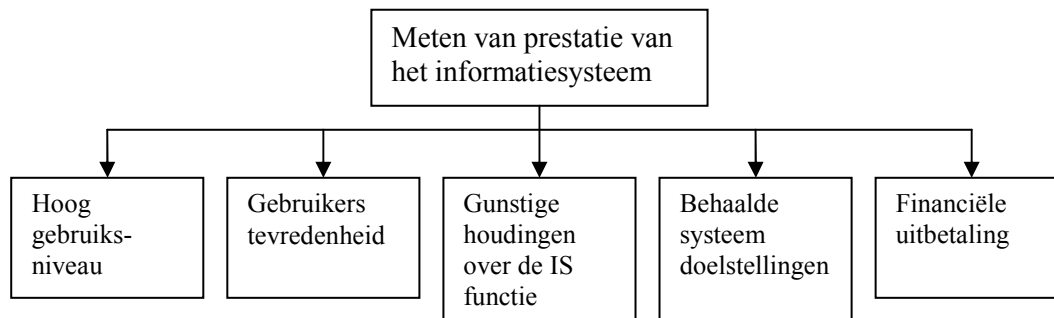 Meten van prestatie van
het informatiesysteem
Hoog
gebruiks-
niveau
Gebruikers
tevredenheid
Gunstige
houdingen
over de IS
functie
Behaalde
systeem
doelstellingen
Financiële
uitbetaling